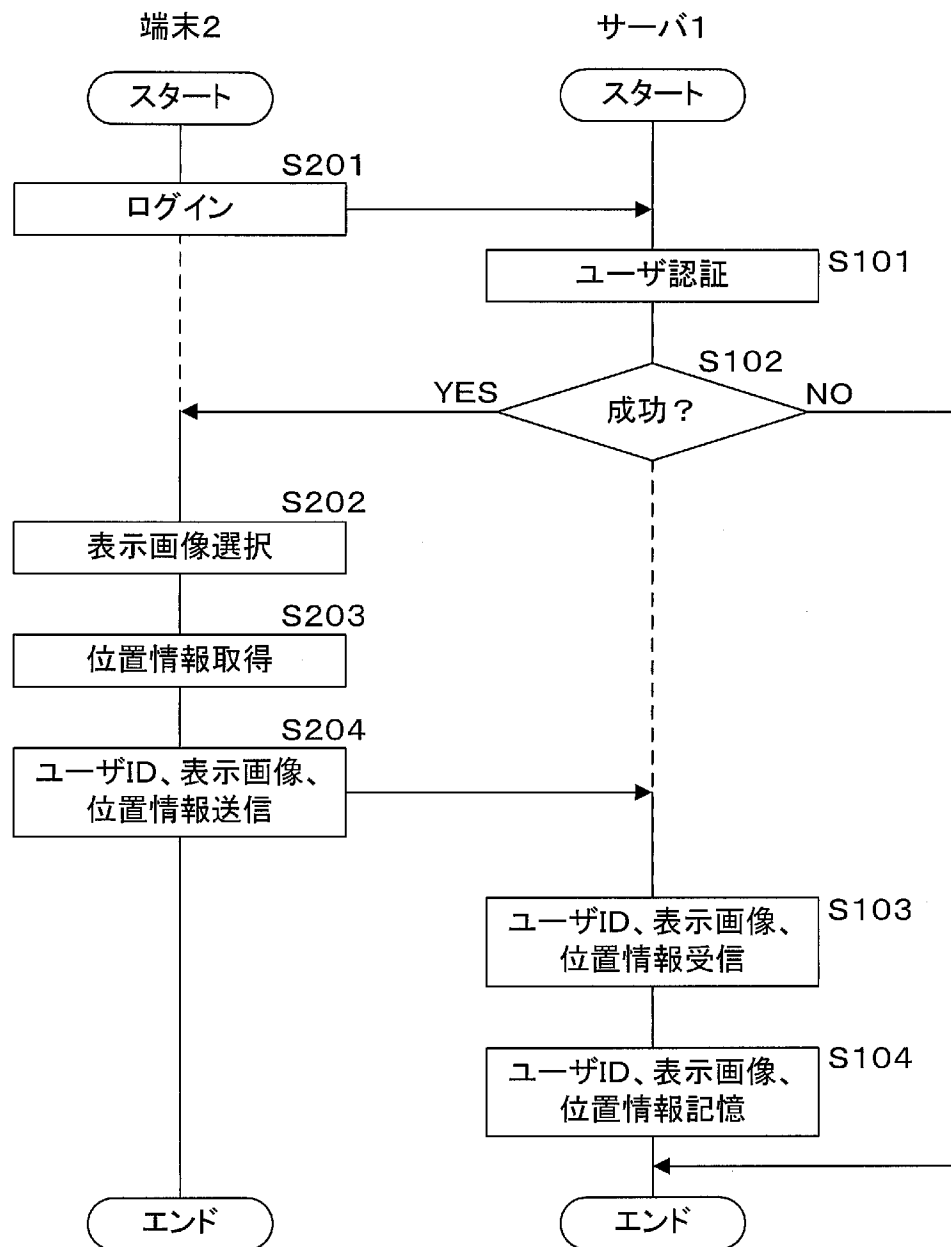 端末2
サーバ1
スタート
スタート
S201
ログイン
ユーザ認証
S101
S102
YES
成功?
NO
S202
表示画像選択
S203
位置情報取得
S204
ユーザID、表示画像、
位置情報送信
ユーザID、表示画像、
位置情報受信
S103
ユーザID、表示画像、
位置情報記憶
S104
エンド
エンド